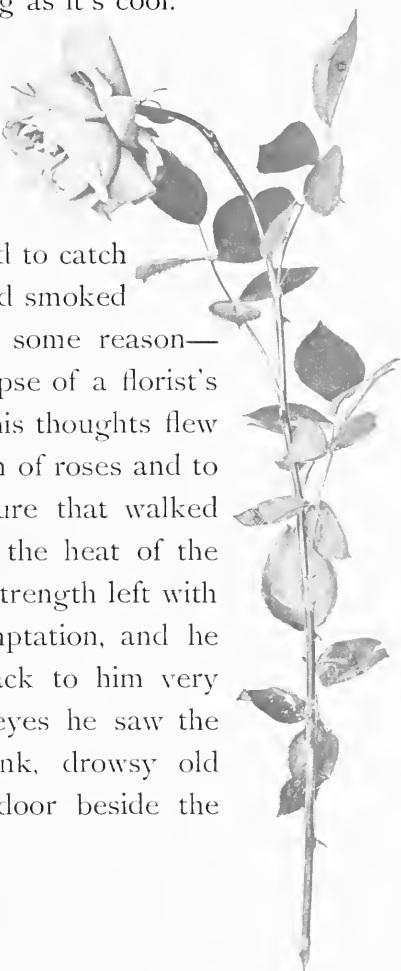 g as it's cool.
d to catch
d smoked
some reason—
pse of a florist's
his thoughts flew
n of roses and to
ure that walked
the heat of the
strength left with
mptation, and he
ack to him very
eyes he saw the
nk, drowsy old
door beside the